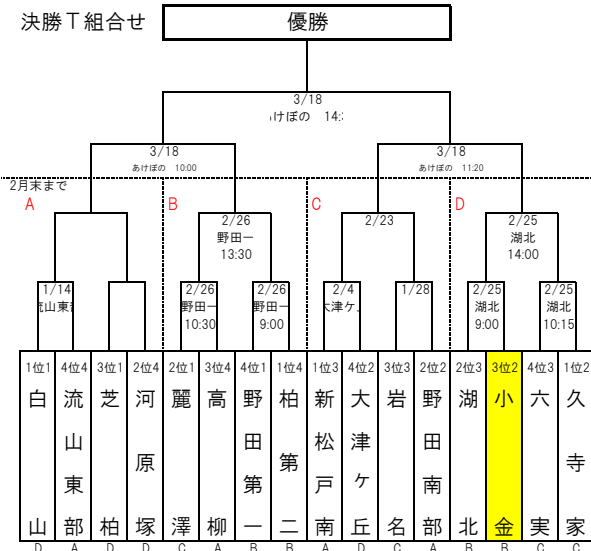 決勝Ｔ組合せ
優勝
3/18
あけぼの 14:
3/18
あけぼの 10:00
3/18
あけぼの 11:20
2月末まで
A
B
C
D
2/26
野田一
13:30
2/23
2/25
湖北
14:00
1/14
流山東部
2/26
野田一
10:30
2/26
野田一
9:00
2/4
大津ケ丘
1/28
2/25
湖北
9:00
2/25
湖北
10:15
1位1 4位4 3位1 2位4 2位1 3位4 4位1 1位4 1位3 4位2 3位3 2位2 2位3 3位2 4位3 1位2
白山
流山東部
芝柏
河原塚
麗澤
高柳
野田第一
柏第二
新松戸南
大津ケ丘
岩名
野田南部
湖北
小金
六実
久寺家
D A D D C A B B A D C A B B C C